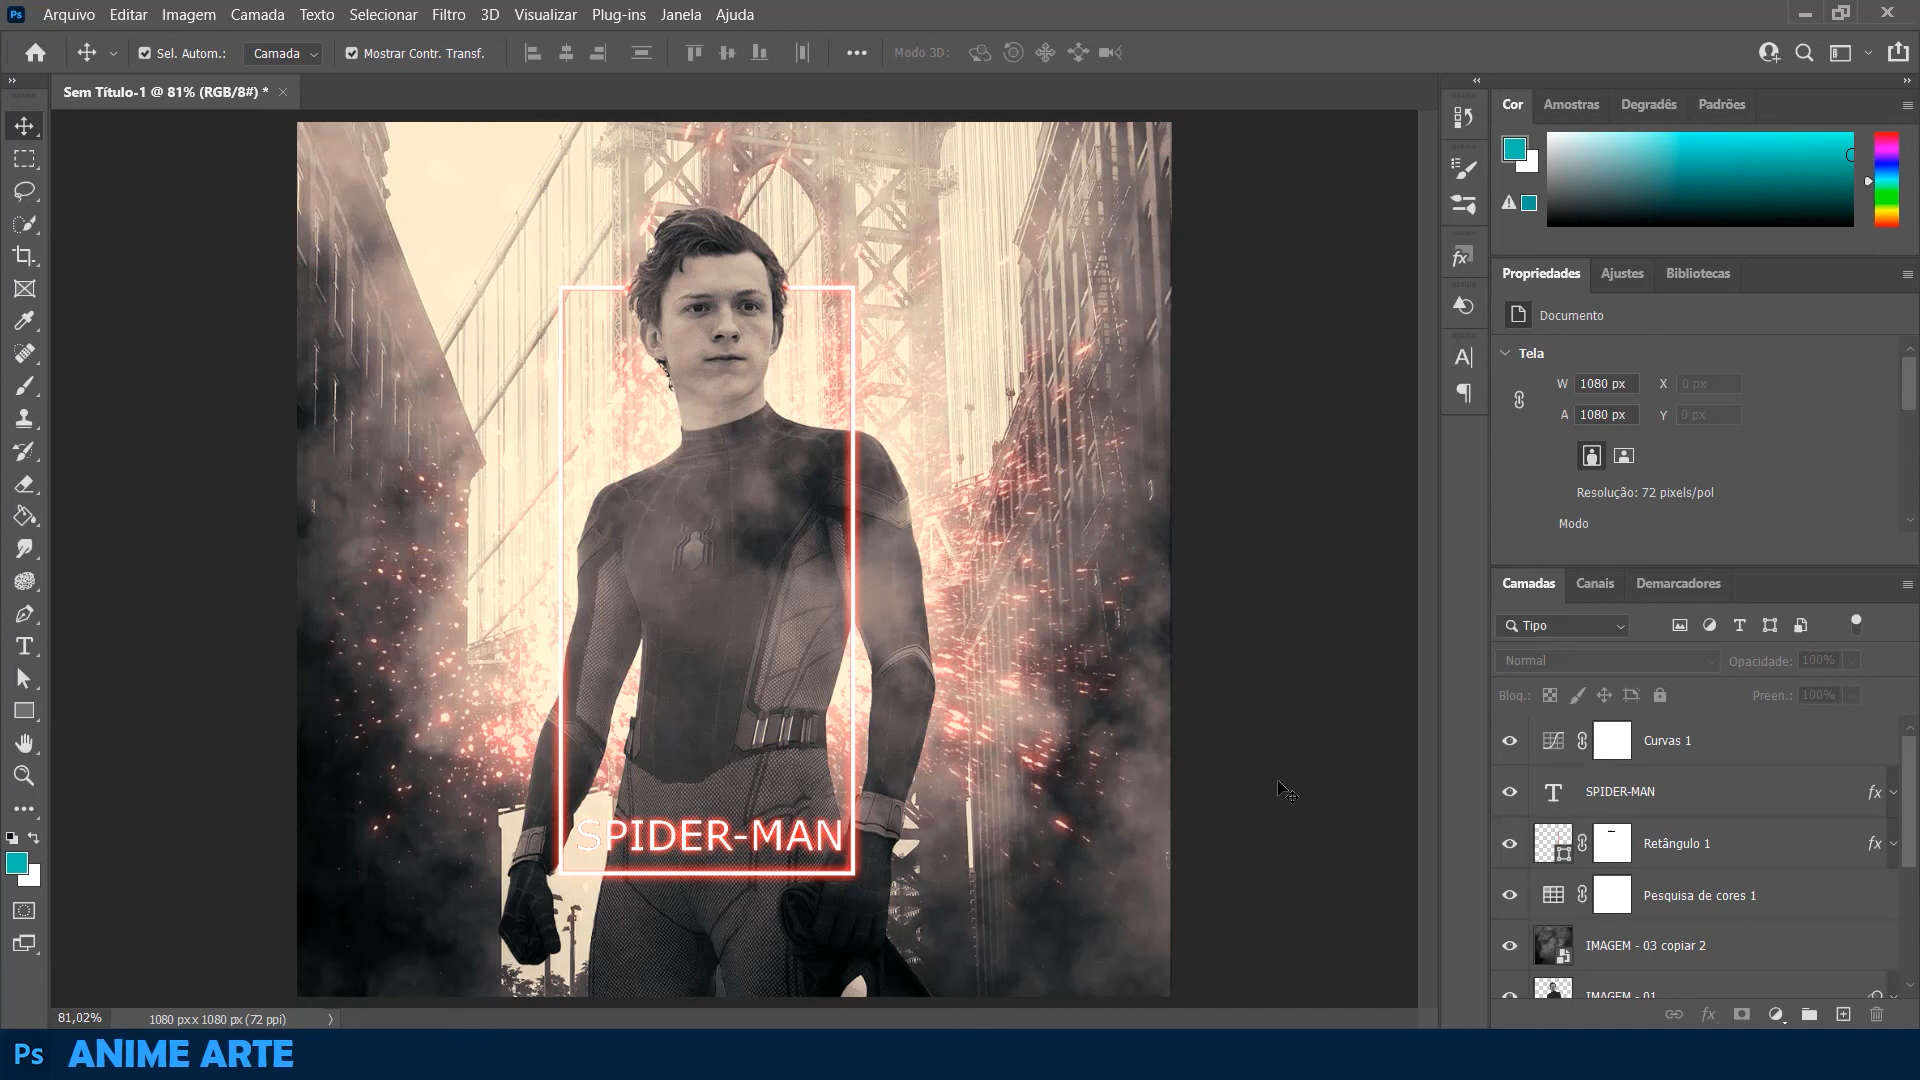 Ps Arquivo Editar Imagem Camada Texto Selecionar Filtro 3D Visualizar Plug-ins Janela Ajuda
Sel. Autom.: Camada Mostrar Contr. Transf. Modo 3D:
Sem Título-1 @ 81% (RGB/8#) *
Cor Amostras Degradês Padrões
Propriedades Ajustes Bibliotecas
Documento
Tela
W 1080 px X 0 px
A 1080 px Y 0 px
Resolução: 72 pixels/pol
Modo
Camadas Canais Demarcadores
Tipo
Normal Opacidade: 100%
Bloq.: Preen.: 100%
Curvas 1
SPIDER-MAN fx
Retângulo 1 fx
Pesquisa de cores 1
IMAGEM - 03 copiar 2
IMAGEM - 01
SPIDER-MAN
81,02% 1080 px x 1080 px (72 ppi)
Ps ANIME ARTE